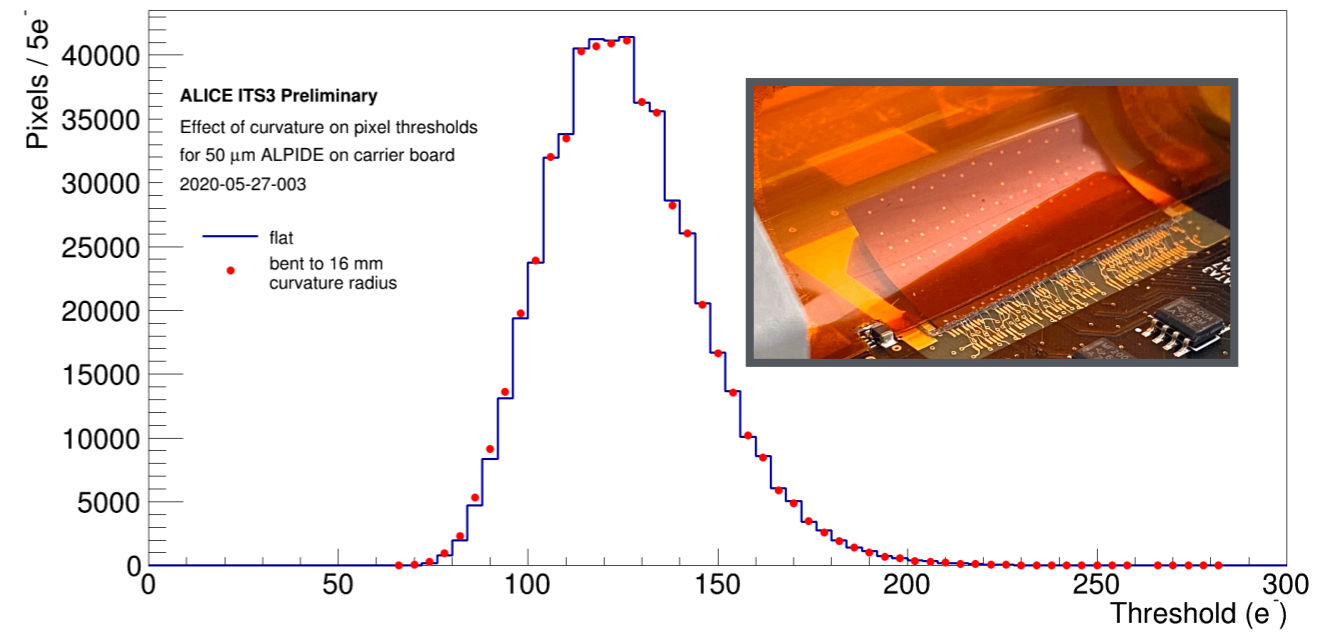 Pixels / 5e⁻
40000
35000
30000
25000
20000
15000
10000
5000
0
ALICE ITS3 Preliminary
Effect of curvature on pixel thresholds
for 50 μm ALPIDE on carrier board
2020-05-27-003
flat
bent to 16 mm
curvature radius
0 50 100 150 200 250 300
Threshold (e⁻)